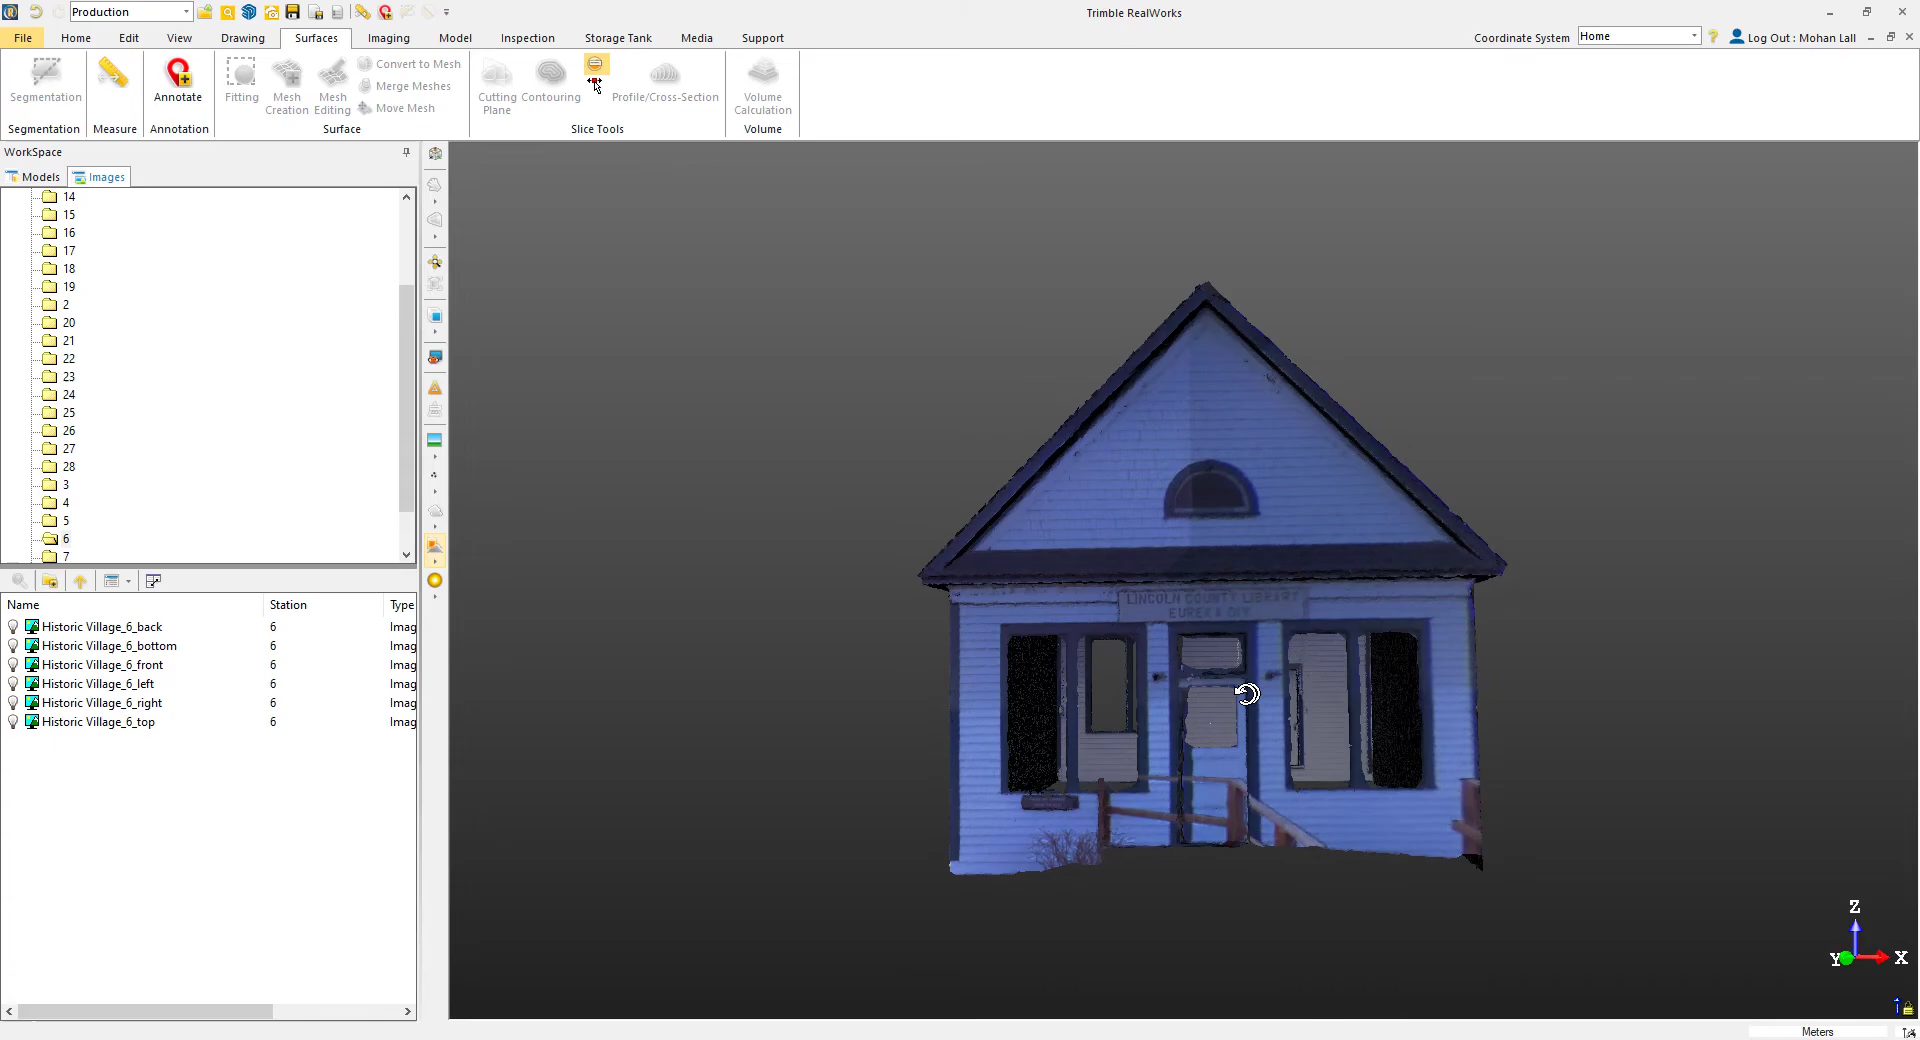 Production
Trimble RealWorks
File Home Edit View Drawing Surfaces Imaging Model Inspection Storage Tank Media Support
Coordinate System Home ? Log Out : Mohan Lall
Segmentation
Annotate
Fitting
Mesh Creation
Mesh Editing
Convert to Mesh
Merge Meshes
Move Mesh
Cutting Plane
Contouring
Profile/Cross-Section
Volume Calculation
Segmentation Measure Annotation Surface Slice Tools Volume
WorkSpace
Models Images
14
15
16
17
18
19
2
20
21
22
23
24
25
26
27
28
3
4
5
6
7
Name Station Type
Historic Village_6_back 6 Imag
Historic Village_6_bottom 6 Imag
Historic Village_6_front 6 Imag
Historic Village_6_left 6 Imag
Historic Village_6_right 6 Imag
Historic Village_6_top 6 Imag
LINCOLN COUNTY LIBRARY
Z
Y X
Meters